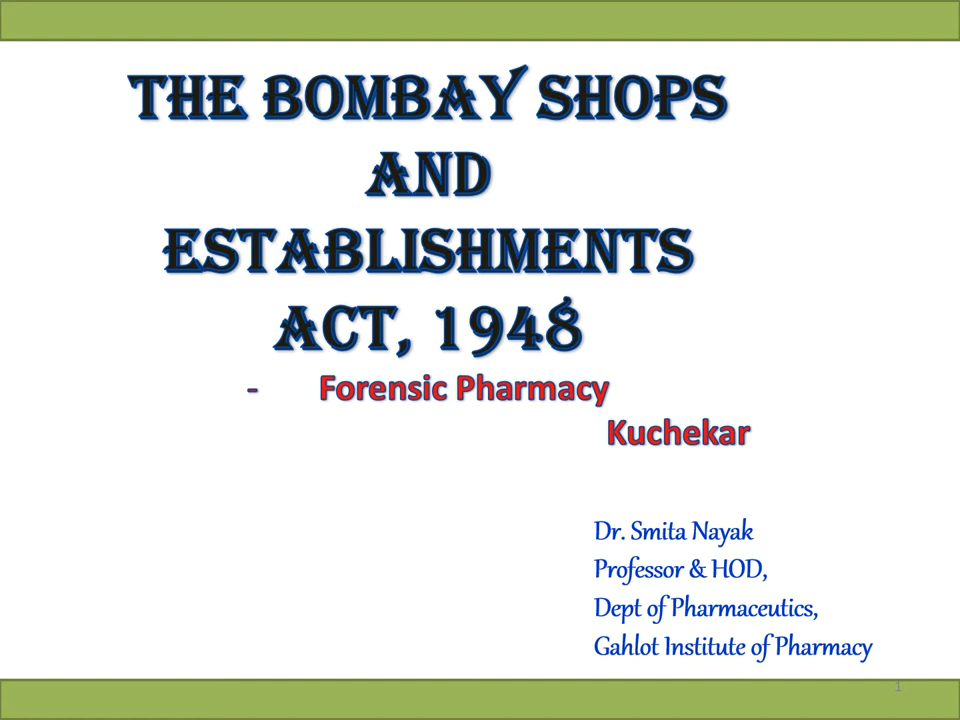 THE BOMBAY SHOPS
AND
ESTABLISHMENTS
ACT, 1948
- Forensic Pharmacy
Kuchekar
Dr. Smita Nayak
Professor & HOD,
Dept of Pharmaceutics,
Gahlot Institute of Pharmacy
1